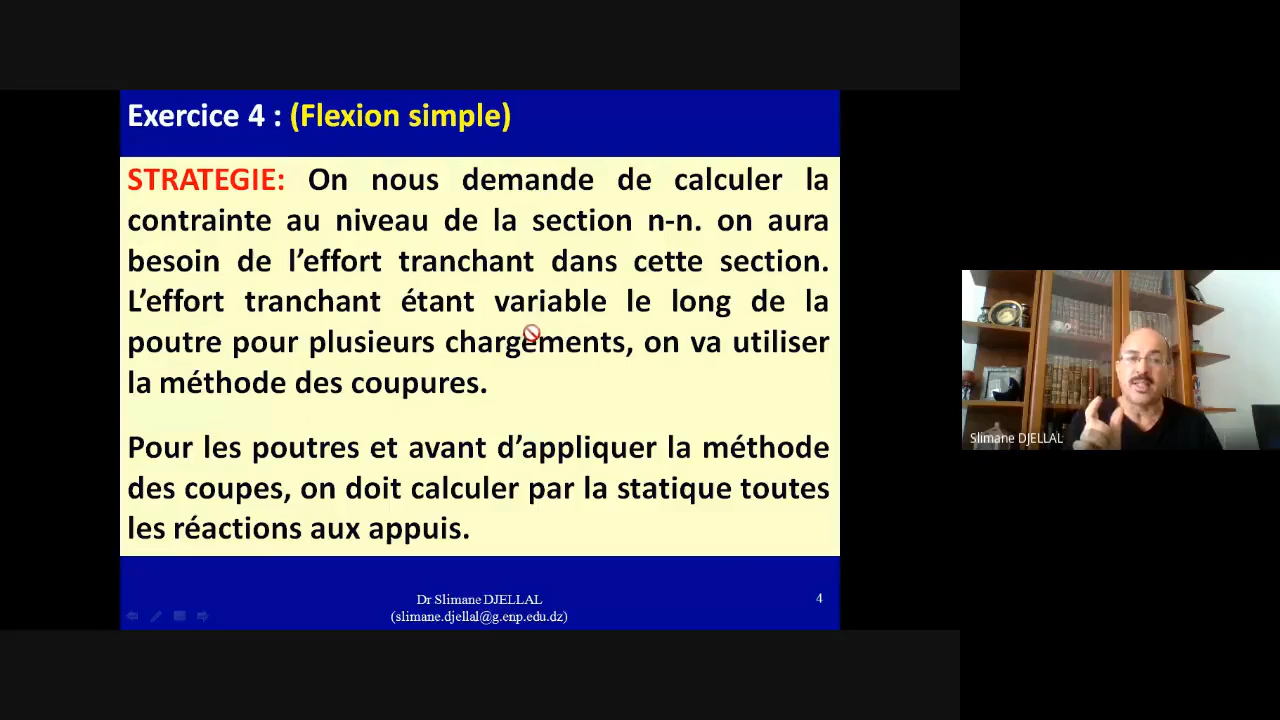 Exercice 4 : (Flexion simple)
STRATEGIE: On nous demande de calculer la
contrainte au niveau de la section n-n. on aura
besoin de l’effort tranchant dans cette section.
L’effort tranchant étant variable le long de la
poutre pour plusieurs chargements, on va utiliser
la méthode des coupures.
Pour les poutres et avant d’appliquer la méthode
des coupes, on doit calculer par la statique toutes
les réactions aux appuis.
Dr Slimane DJELLAL
(slimane.djellal@g.enp.edu.dz)
4
Slimane DJELLAL